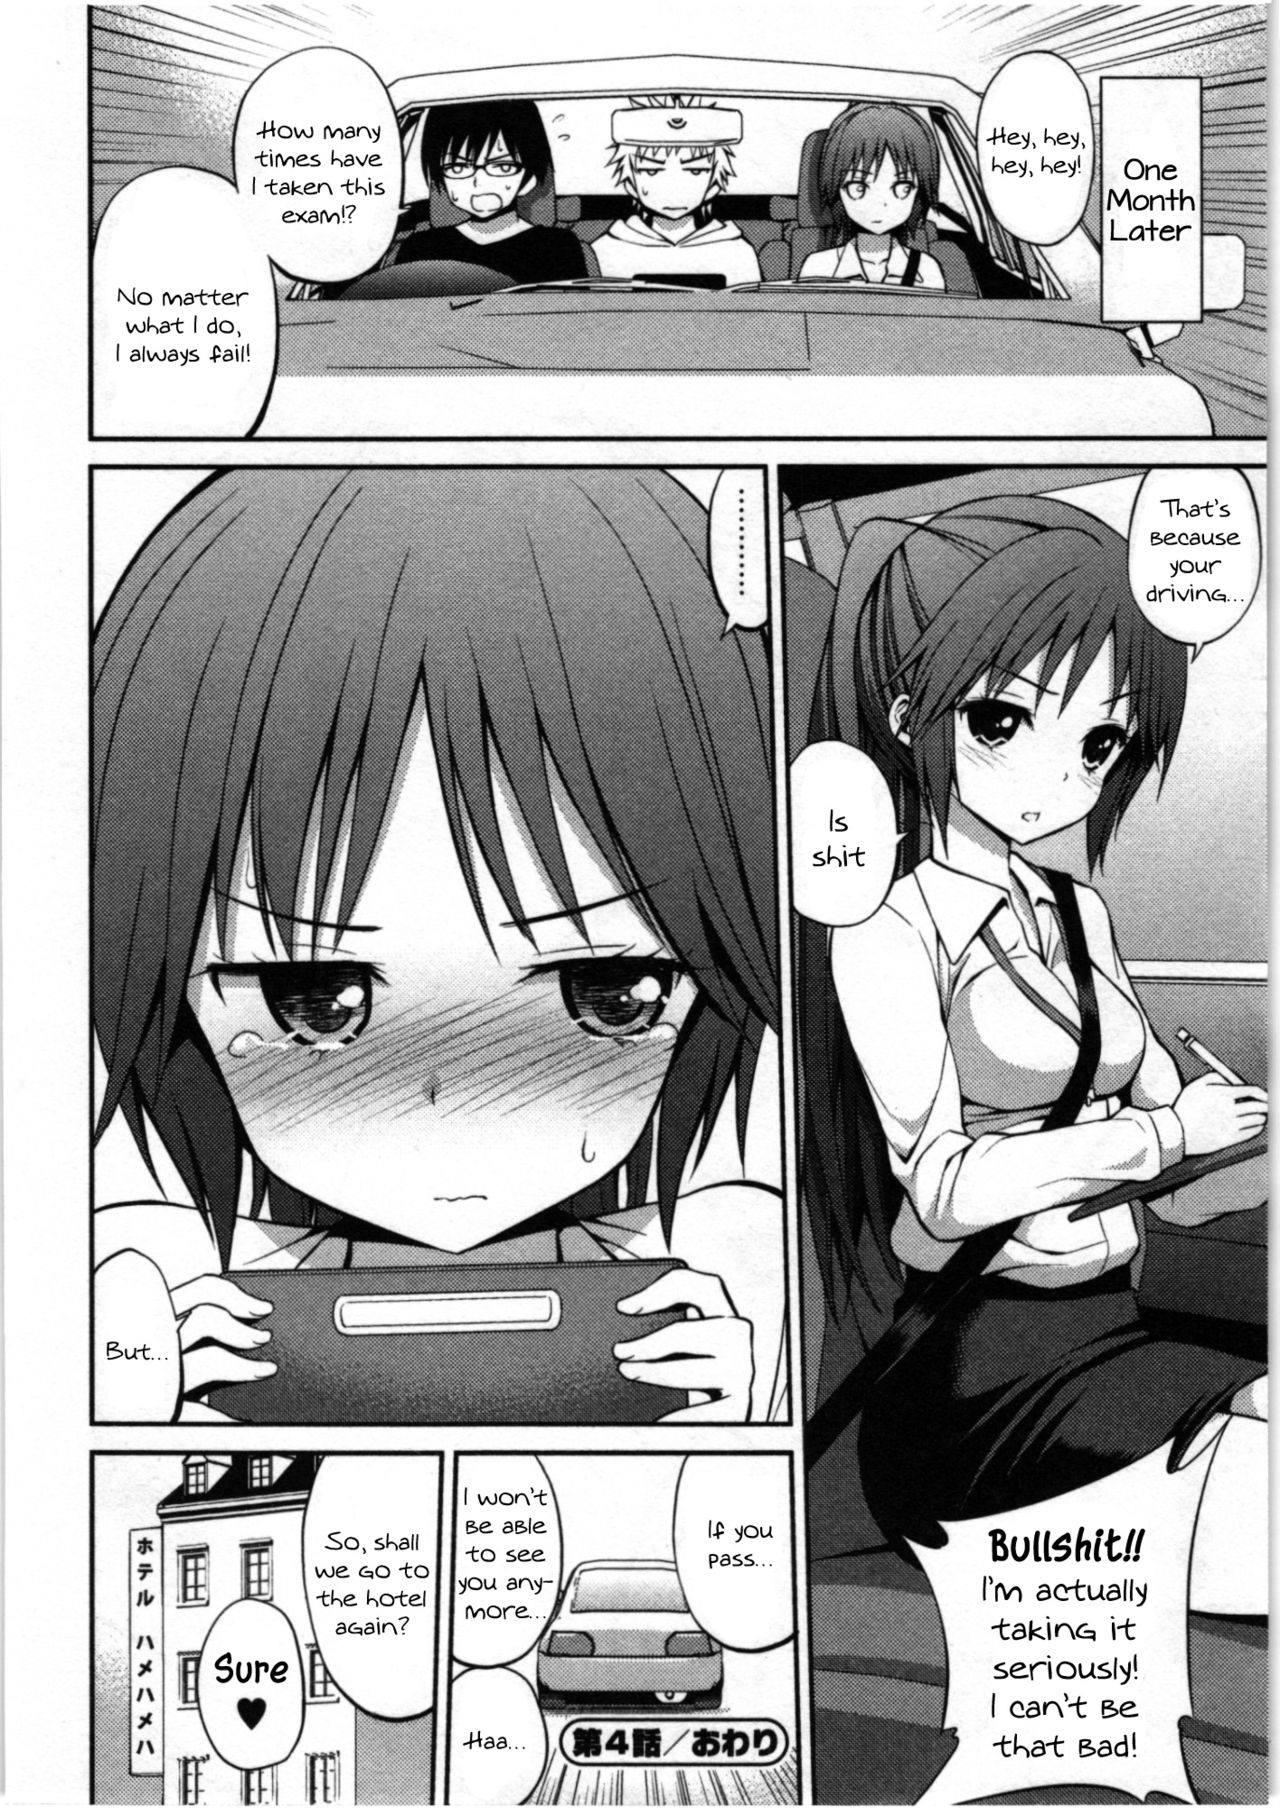 One
Month
Later
Hey, hey,
hey, hey!
How many
times have
I taken this
exam!?
No matter
what I do,
I always fail!
That's
because
your
driving...
Is
shit
Bullshit!!
I'm actually
taking it
seriously!
I can't be
that bad!
.........
But...
If you
pass...
I won't
be able
to see
you any-
more...
Haa...
第4話／おわり
So, shall
we go to
the hotel
again?
Sure
♥
ホテル ハメハメハ